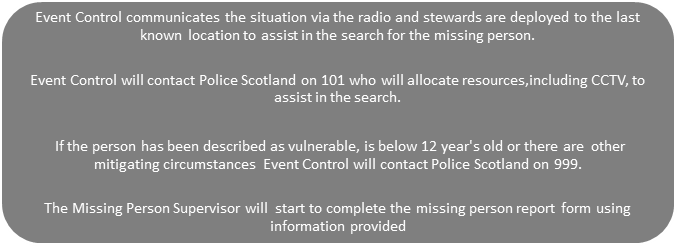 Event Control communicates the situation via the radio and stewards are deployed to the last
known location to assist in the search for the missing person.
Event Control will contact Police Scotland on 101 who will allocate resources,including CCTV, to
assist in the search.
If the person has been described as vulnerable, is below 12 year's old or there are other
mitigating circumstances Event Control will contact Police Scotland on 999.
The Missing Person Supervisor will start to complete the missing person report form using
information provided